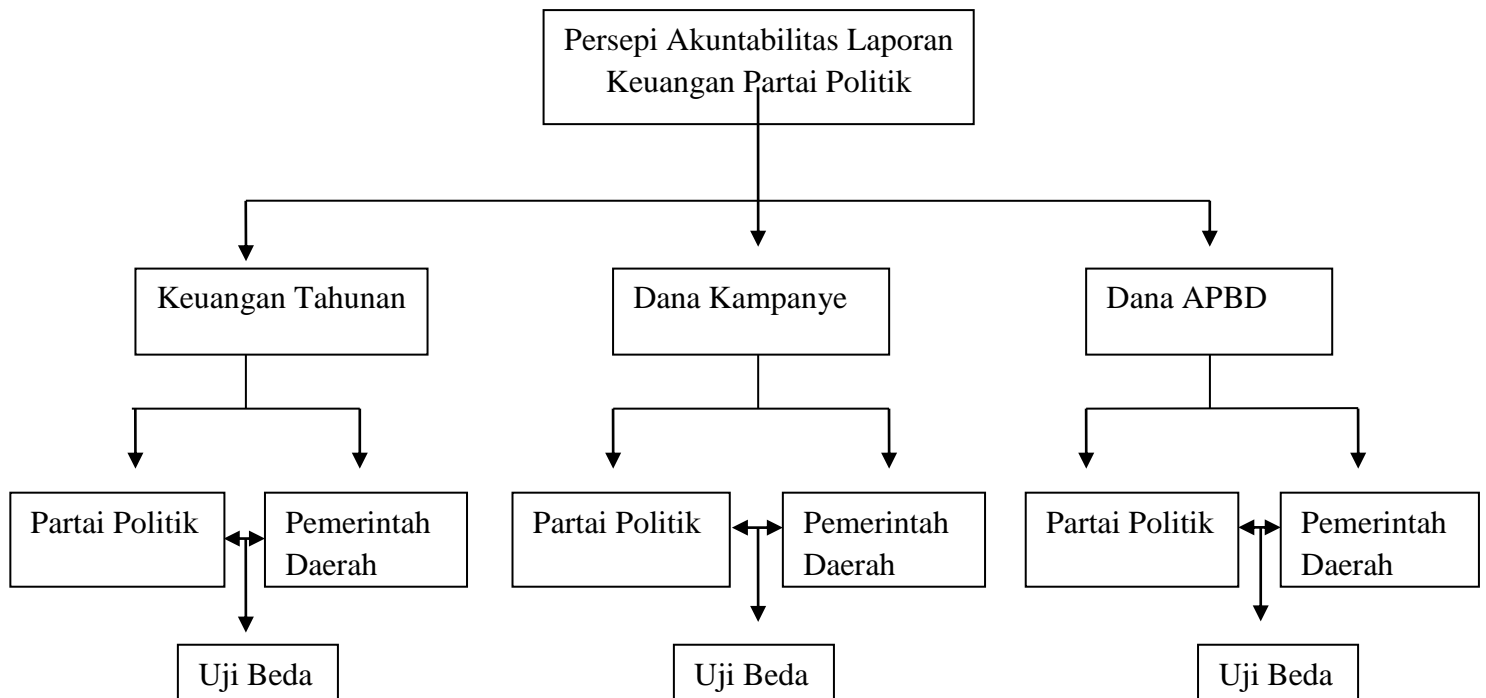 Persepi Akuntabilitas Laporan
Keuangan Partai Politik
Keuangan Tahunan
Dana Kampanye
Dana APBD
Partai Politik
Pemerintah
Daerah
Partai Politik
Pemerintah
Daerah
Partai Politik
Pemerintah
Daerah
Uji Beda
Uji Beda
Uji Beda